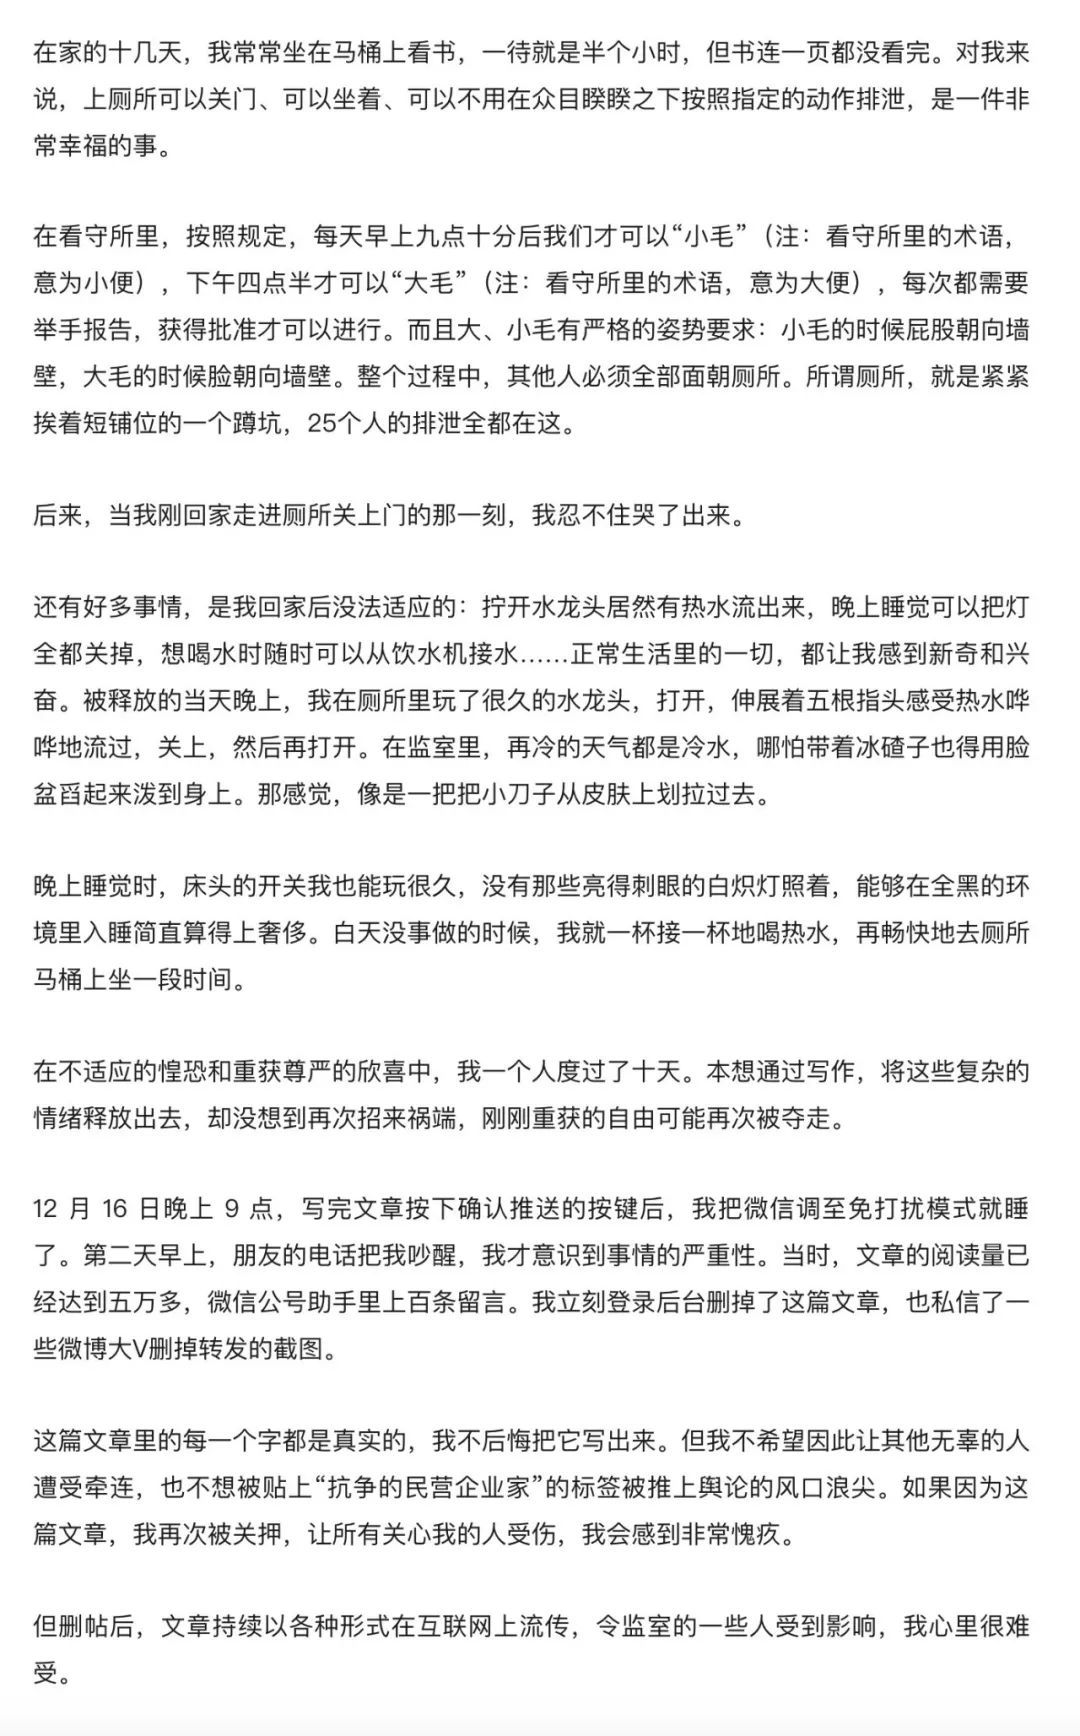 在家的十几天，我常常坐在马桶上看书，一待就是半个小时，但书连一页都没看完。对我来
说，上厕所可以关门、可以坐着、可以不用在众目睽睽之下按照指定的动作排泄，是一件非
常幸福的事。
在看守所里，按照规定，每天早上九点十分后我们才可以“小毛”（注：看守所里的术语，
意为小便），下午四点半才可以“大毛”（注：看守所里的术语，意为大便），每次都需要
举手报告，获得批准才可以进行。而且大、小毛有严格的姿势要求：小毛的时候屁股朝向墙
壁，大毛的时候脸朝向墙壁。整个过程中，其他人必须全部面朝厕所。所谓厕所，就是紧紧
挨着短铺位的一个蹲坑，25个人的排泄全都在这。
后来，当我刚回家走进厕所关上门的那一刻，我忍不住哭了出来。
还有好多事情，是我回家后没法适应的：拧开水龙头居然有热水流出来，晚上睡觉可以把灯
全都关掉，想喝水时随时可以从饮水机接水……正常生活里的一切，都让我感到新奇和兴
奋。被释放的当天晚上，我在厕所里玩了很久的水龙头，打开，伸展着五根指头感受热水哗
哗地流过，关上，然后再打开。在监室里，再冷的天气都是冷水，哪怕带着冰碴子也得用脸
盆舀起来泼到身上。那感觉，像是一把把小刀子从皮肤上划拉过去。
晚上睡觉时，床头的开关我也能玩很久，没有那些亮得刺眼的白炽灯照着，能够在全黑的环
境里入睡简直算得上奢侈。白天没事做的时候，我就一杯接一杯地喝热水，再畅快地去厕所
马桶上坐一段时间。
在不适应的惶恐和重获尊严的欣喜中，我一个人度过了十天。本想通过写作，将这些复杂的
情绪释放出去，却没想到再次招来祸端，刚刚重获的自由可能再次被夺走。
12 月 16 日晚上 9 点，写完文章按下确认推送的按键后，我把微信调至免打扰模式就睡
了。第二天早上，朋友的电话把我吵醒，我才意识到事情的严重性。当时，文章的阅读量已
经达到五万多，微信公号助手里上百条留言。我立刻登录后台删掉了这篇文章，也私信了一
些微博大V删掉转发的截图。
这篇文章里的每一个字都是真实的，我不后悔把它写出来。但我不希望因此让其他无辜的人
遭受牵连，也不想被贴上“抗争的民营企业家”的标签被推上舆论的风口浪尖。如果因为这
篇文章，我再次被关押，让所有关心我的人受伤，我会感到非常愧疚。
但删帖后，文章持续以各种形式在互联网上流传，令监室的一些人受到影响，我心里很难
受。